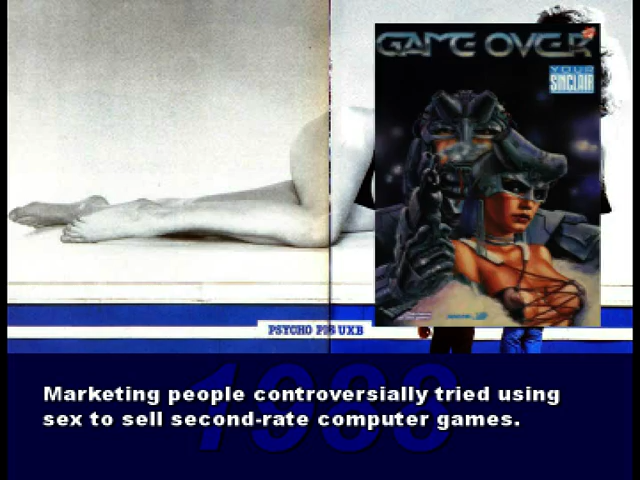 GAME OVER
YOUR
SINCLAIR
PSYCHO PIGS UXB
1988
Marketing people controversially tried using
sex to sell second-rate computer games.